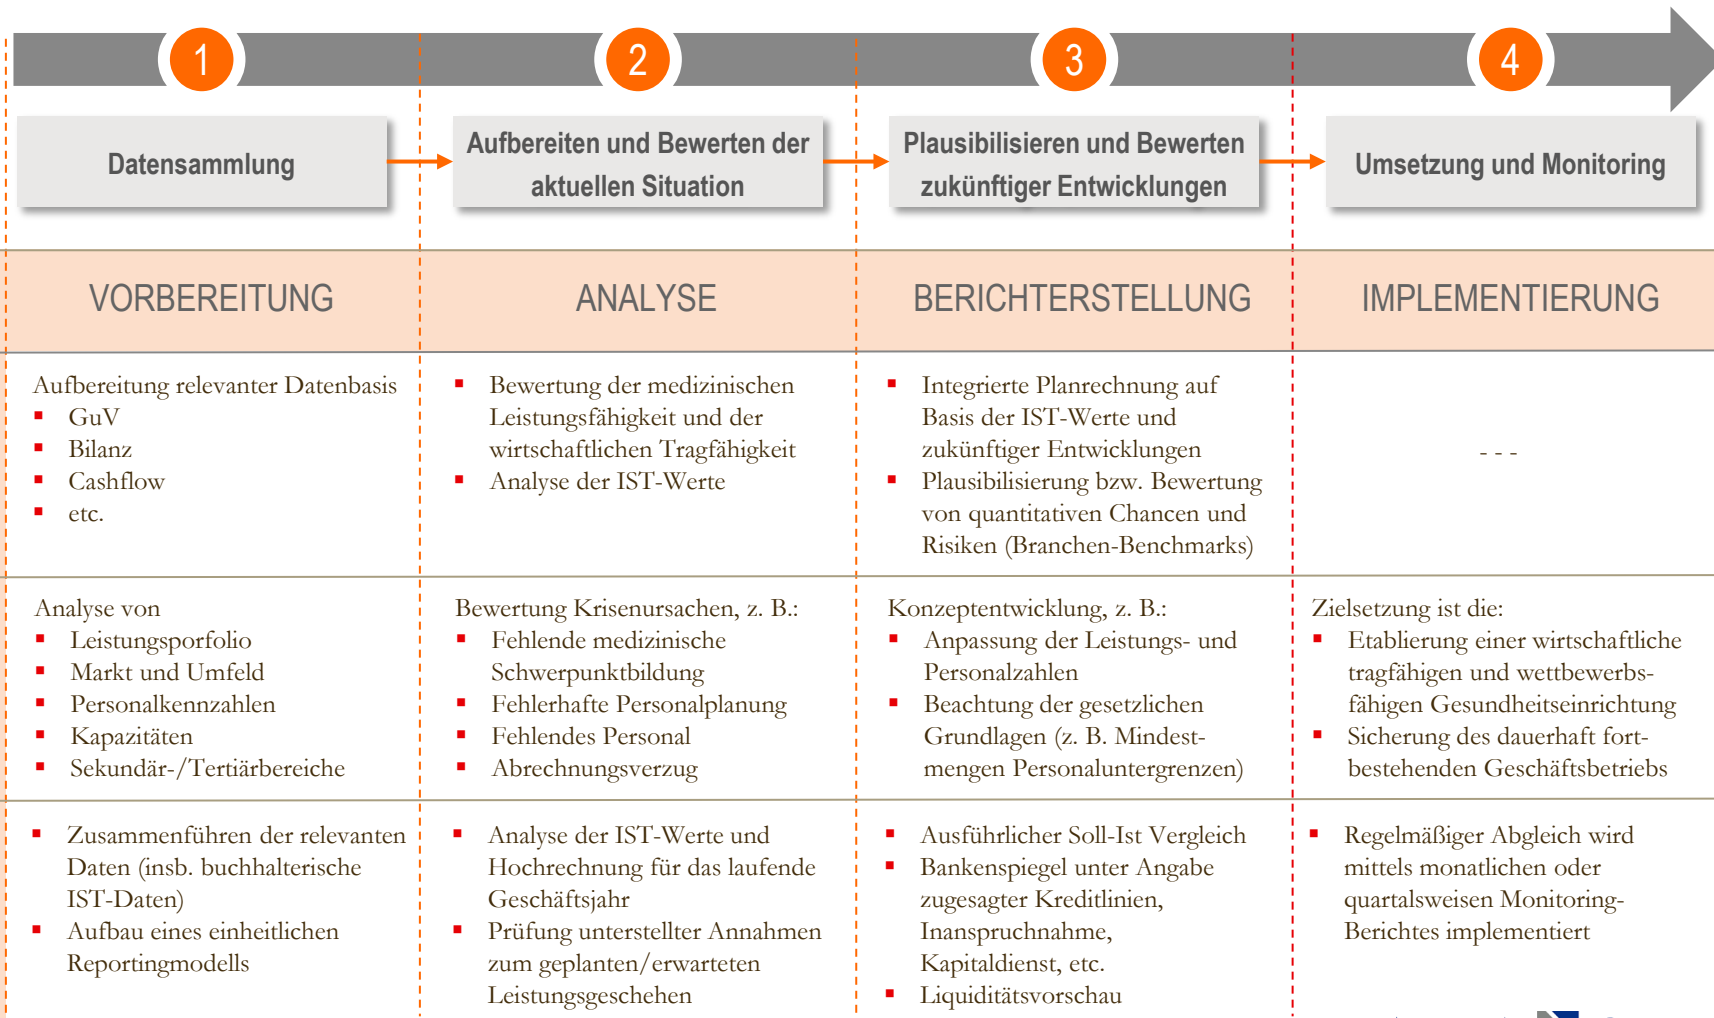 1
2
3
4
Datensammlung
Aufbereiten und Bewerten der
aktuellen Situation
Plausibilisieren und Bewerten
zukünftiger Entwicklungen
Umsetzung und Monitoring
VORBEREITUNG
ANALYSE
BERICHTERSTELLUNG
IMPLEMENTIERUNG
Aufbereitung relevanter Datenbasis
▪ GuV
▪ Bilanz
▪ Cashflow
▪ etc.
▪ Bewertung der medizinischen
Leistungsfähigkeit und der
wirtschaftlichen Tragfähigkeit
▪ Analyse der IST-Werte
▪ Integrierte Planrechnung auf
Basis der IST-Werte und
zukünftiger Entwicklungen
▪ Plausibilisierung bzw. Bewertung
von quantitativen Chancen und
Risiken (Branchen-Benchmarks)
- - -
Analyse von
▪ Leistungsporfolio
▪ Markt und Umfeld
▪ Personalkennzahlen
▪ Kapazitäten
▪ Sekundär-/Tertiärbereiche
Bewertung Krisenursachen, z. B.:
▪ Fehlende medizinische
Schwerpunktbildung
▪ Fehlerhafte Personalplanung
▪ Fehlendes Personal
▪ Abrechnungsverzug
Konzeptentwicklung, z. B.:
▪ Anpassung der Leistungs- und
Personalzahlen
▪ Beachtung der gesetzlichen
Grundlagen (z. B. Mindest-
mengen Personaluntergrenzen)
Zielsetzung ist die:
▪ Etablierung einer wirtschaftliche
tragfähigen und wettbewerbs-
fähigen Gesundheitseinrichtung
▪ Sicherung des dauerhaft fort-
bestehenden Geschäftsbetriebs
▪ Zusammenführen der relevanten
Daten (insb. buchhalterische
IST-Daten)
▪ Aufbau eines einheitlichen
Reportingmodells
▪ Analyse der IST-Werte und
Hochrechnung für das laufende
Geschäftsjahr
▪ Prüfung unterstellter Annahmen
zum geplanten/erwarteten
Leistungsgeschehen
▪ Ausführlicher Soll-Ist Vergleich
▪ Bankenspiegel unter Angabe
zugesagter Kreditlinien,
Inanspruchnahme,
Kapitaldienst, etc.
▪ Liquiditätsvorschau
▪ Regelmäßiger Abgleich wird
mittels monatlichen oder
quartalsweisen Monitoring-
Berichtes implementiert